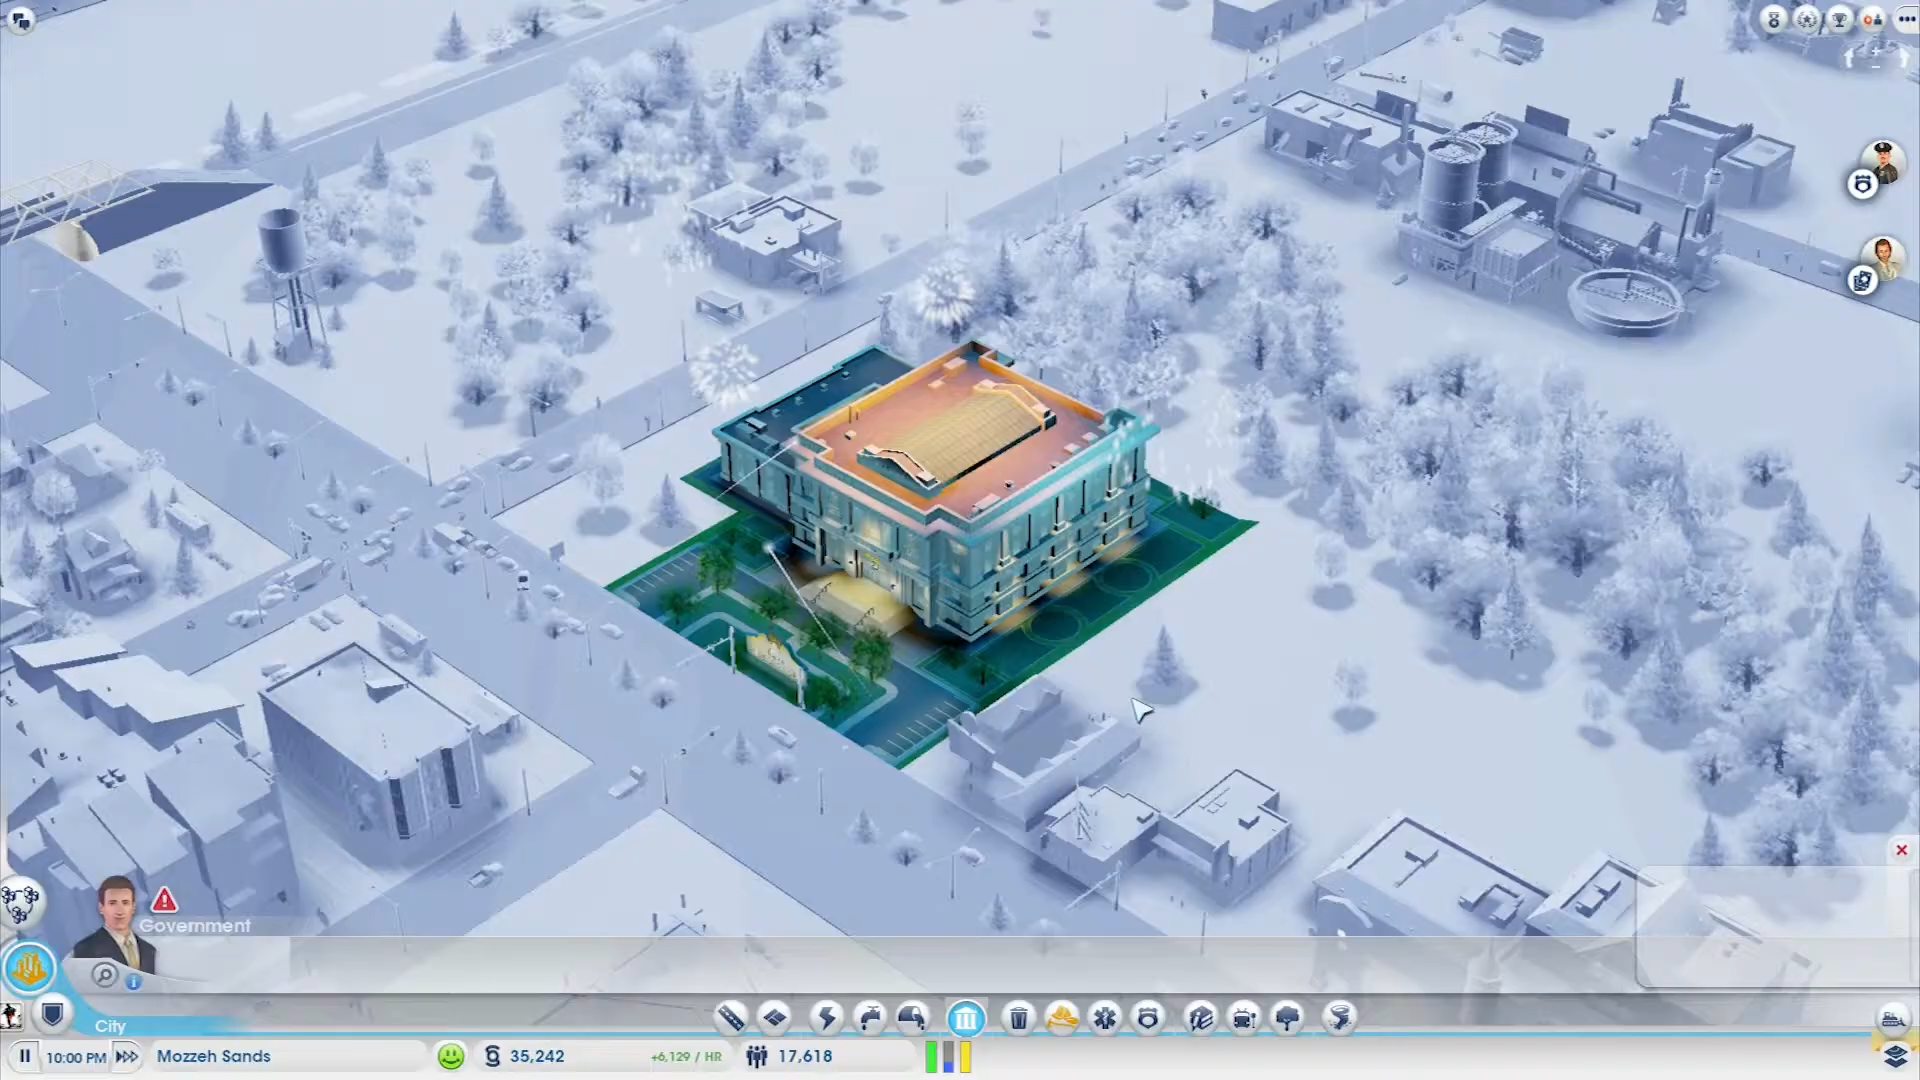 Government
City
10:00 PM
Mozzeh Sands
35,242
+6,129 / HR
17,618